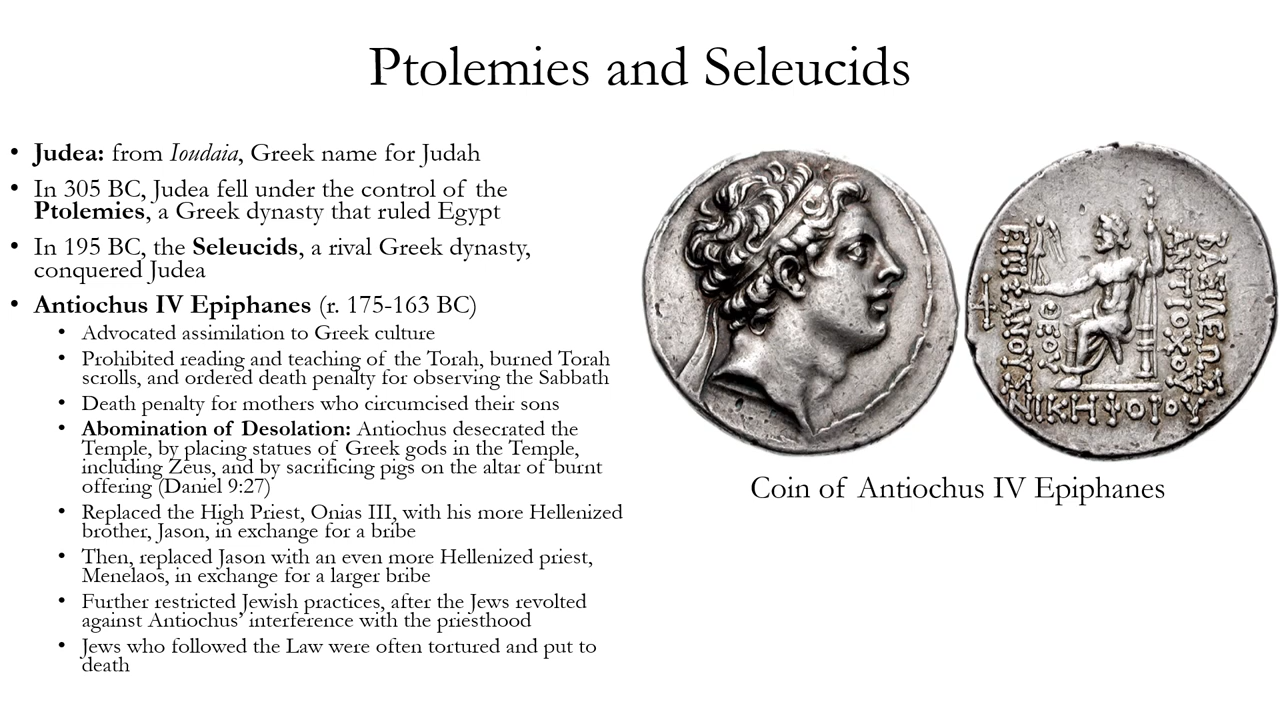 Ptolemies and Seleucids
• Judea: from Ioudaia, Greek name for Judah
• In 305 BC, Judea fell under the control of the
Ptolemies, a Greek dynasty that ruled Egypt
• In 195 BC, the Seleucids, a rival Greek dynasty,
conquered Judea
• Antiochus IV Epiphanes (r. 175-163 BC)
• Advocated assimilation to Greek culture
• Prohibited reading and teaching of the Torah, burned Torah
scrolls, and ordered death penalty for observing the Sabbath
• Death penalty for mothers who circumcised their sons
• Abomination of Desolation: Antiochus desecrated the
Temple, by placing statues of Greek gods in the Temple,
including Zeus, and by sacrificing pigs on the altar of burnt
offering (Daniel 9:27)
• Replaced the High Priest, Onias III, with his more Hellenized
brother, Jason, in exchange for a bribe
• Then, replaced Jason with an even more Hellenized priest,
Menelaos, in exchange for a larger bribe
• Further restricted Jewish practices, after the Jews revolted
against Antiochus’ interference with the priesthood
• Jews who followed the Law were often tortured and put to
death
ΒΑΣΙΛΕΩΣ
ΑΝΤΙΟΧΟΥ
ΘΕΟΥ
ΕΠΙΦΑΝΟΥΣ
ΝΙΚΗΦΟΡΟΥ
Coin of Antiochus IV Epiphanes